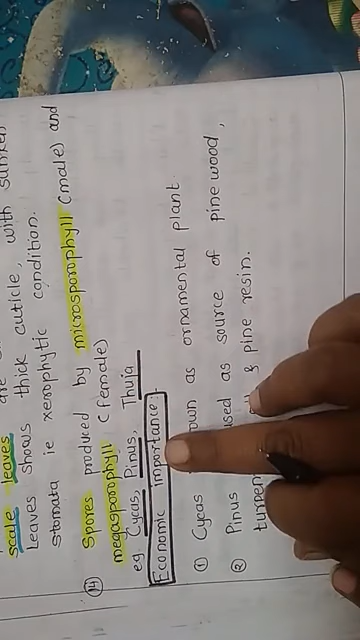 scale leaves are
Leaves shows thick cuticle, with sunken
stomata ie xerophytic condition.
(14) Spores produced by microsporophyll (male) and
megasporophyll (female)
eg Cycas, Pinus, Thuja
Economic importance.
① Cycas own as ornamental plant.
② Pinus used as source of pine wood,
turpen & pine resin.